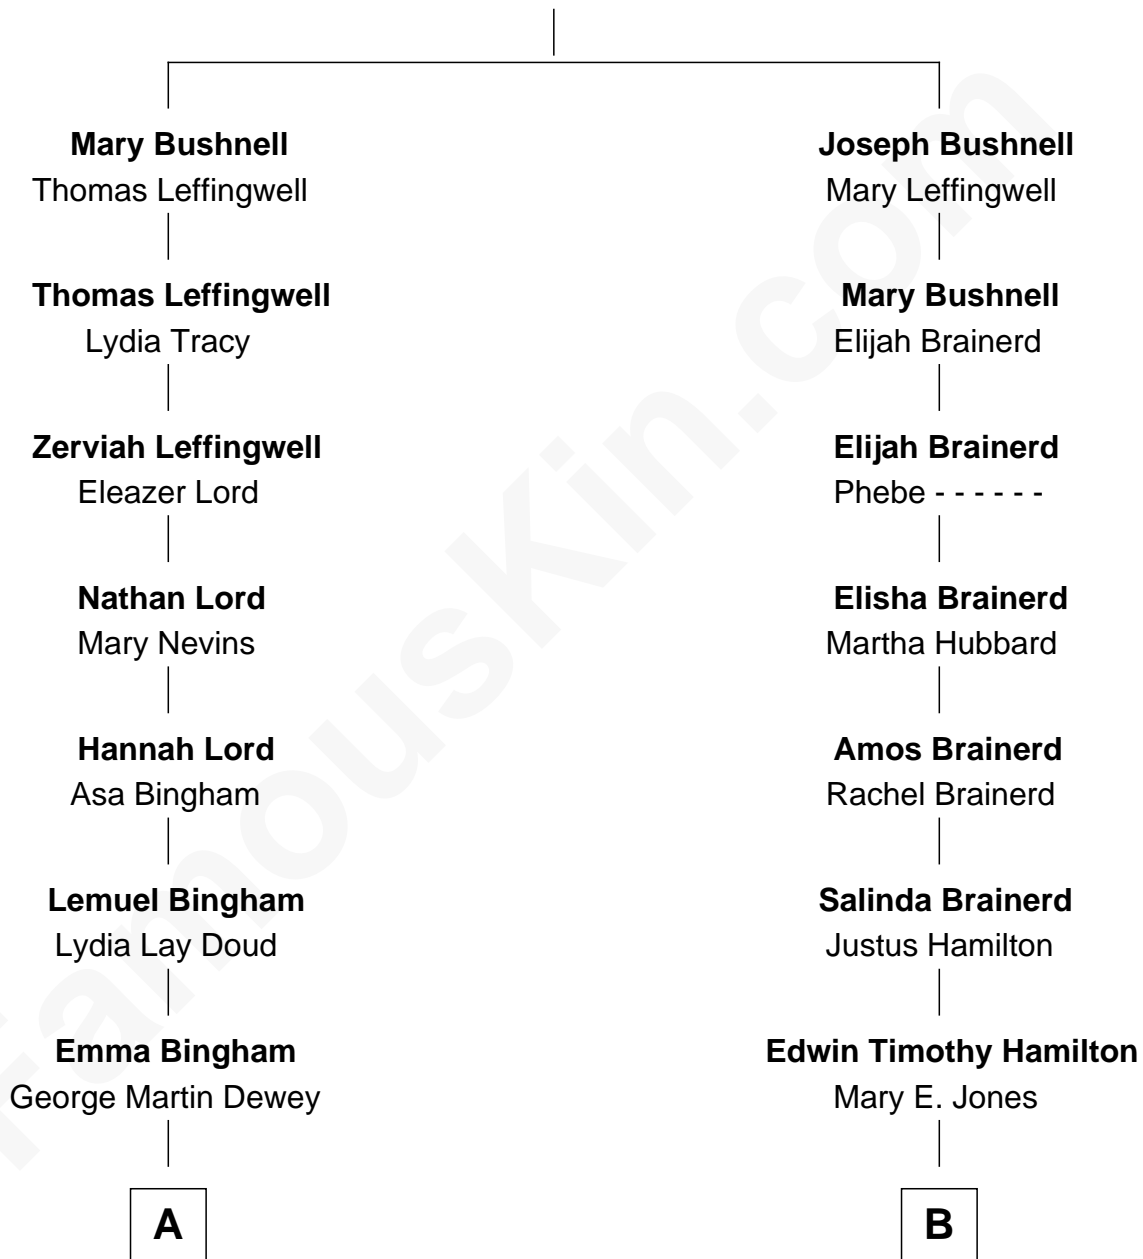 Mary Bushnell
Thomas Leffingwell
Joseph Bushnell
Mary Leffingwell
Thomas Leffingwell
Lydia Tracy
Mary Bushnell
Elijah Brainerd
Zerviah Leffingwell
Eleazer Lord
Elijah Brainerd
Phebe - - - - - -
Nathan Lord
Mary Nevins
Elisha Brainerd
Martha Hubbard
Hannah Lord
Asa Bingham
Amos Brainerd
Rachel Brainerd
Lemuel Bingham
Lydia Lay Doud
Salinda Brainerd
Justus Hamilton
Emma Bingham
George Martin Dewey
Edwin Timothy Hamilton
Mary E. Jones
A
B
FamousKin.com